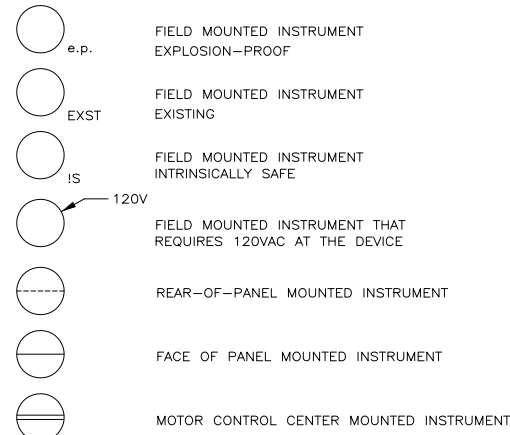 e.p.
FIELD MOUNTED INSTRUMENT
EXPLOSION-PROOF
EXST
FIELD MOUNTED INSTRUMENT
EXISTING
!S
FIELD MOUNTED INSTRUMENT
INTRINSICALLY SAFE
120V
FIELD MOUNTED INSTRUMENT THAT
REQUIRES 120VAC AT THE DEVICE
REAR-OF-PANEL MOUNTED INSTRUMENT
FACE OF PANEL MOUNTED INSTRUMENT
MOTOR CONTROL CENTER MOUNTED INSTRUMENT